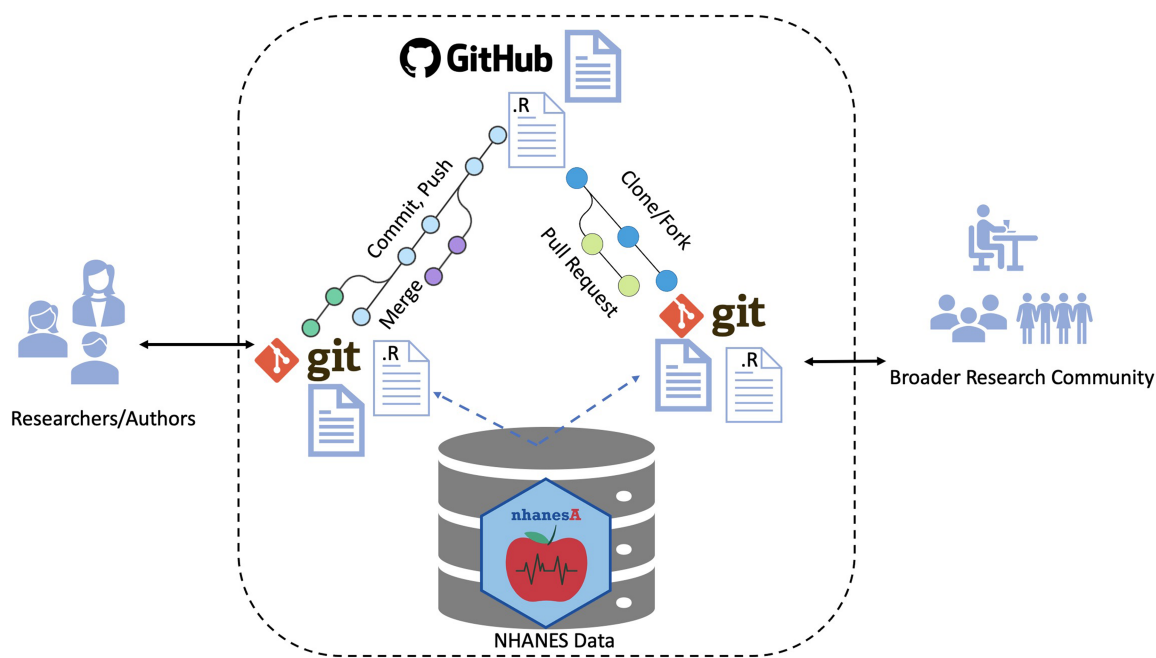 GitHub
.R
Commit, Push
Clone/Fork
Pull Request
Merge
git
.R
git
.R
Researchers/Authors
Broader Research Community
nhanesA
NHANES Data